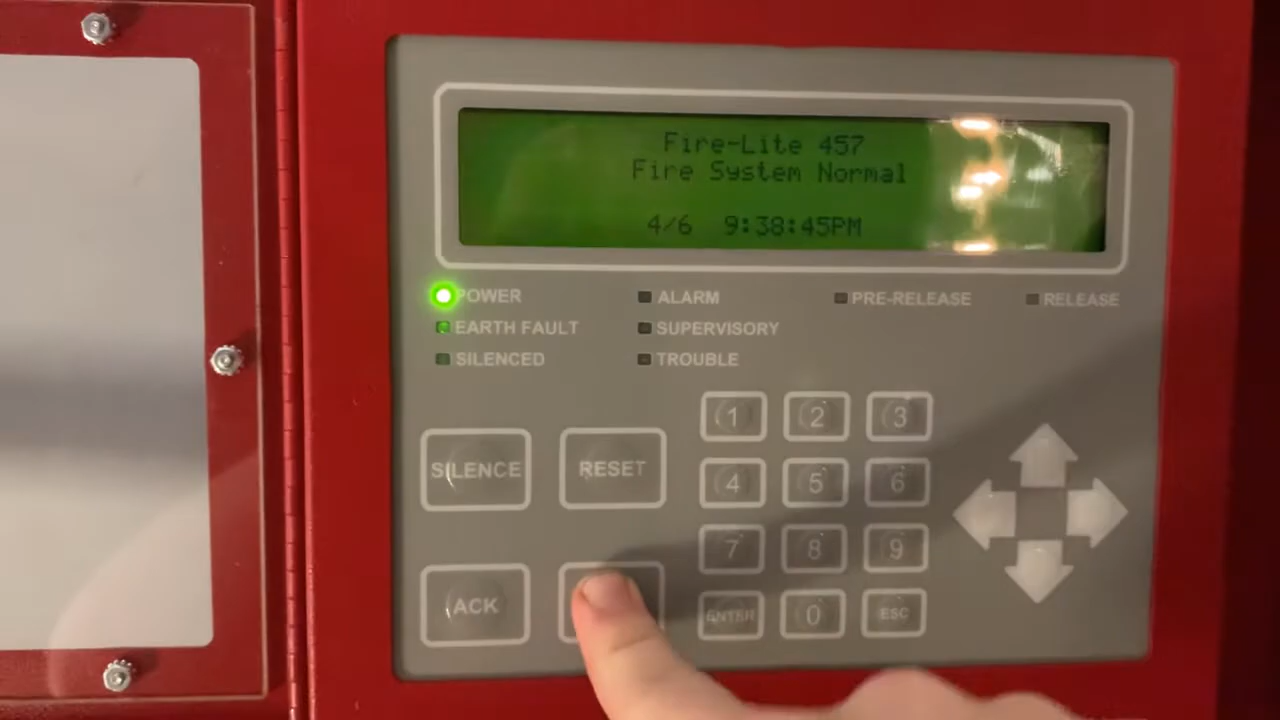 Fire-Lite 457
Fire System Normal
4/6 9:38:45PM
POWER ALARM PRE-RELEASE RELEASE
EARTH FAULT SUPERVISORY
SILENCED TROUBLE
1 2 3
SILENCE RESET
4 5 6
7 8 9
ACK
ENTER 0 ESC